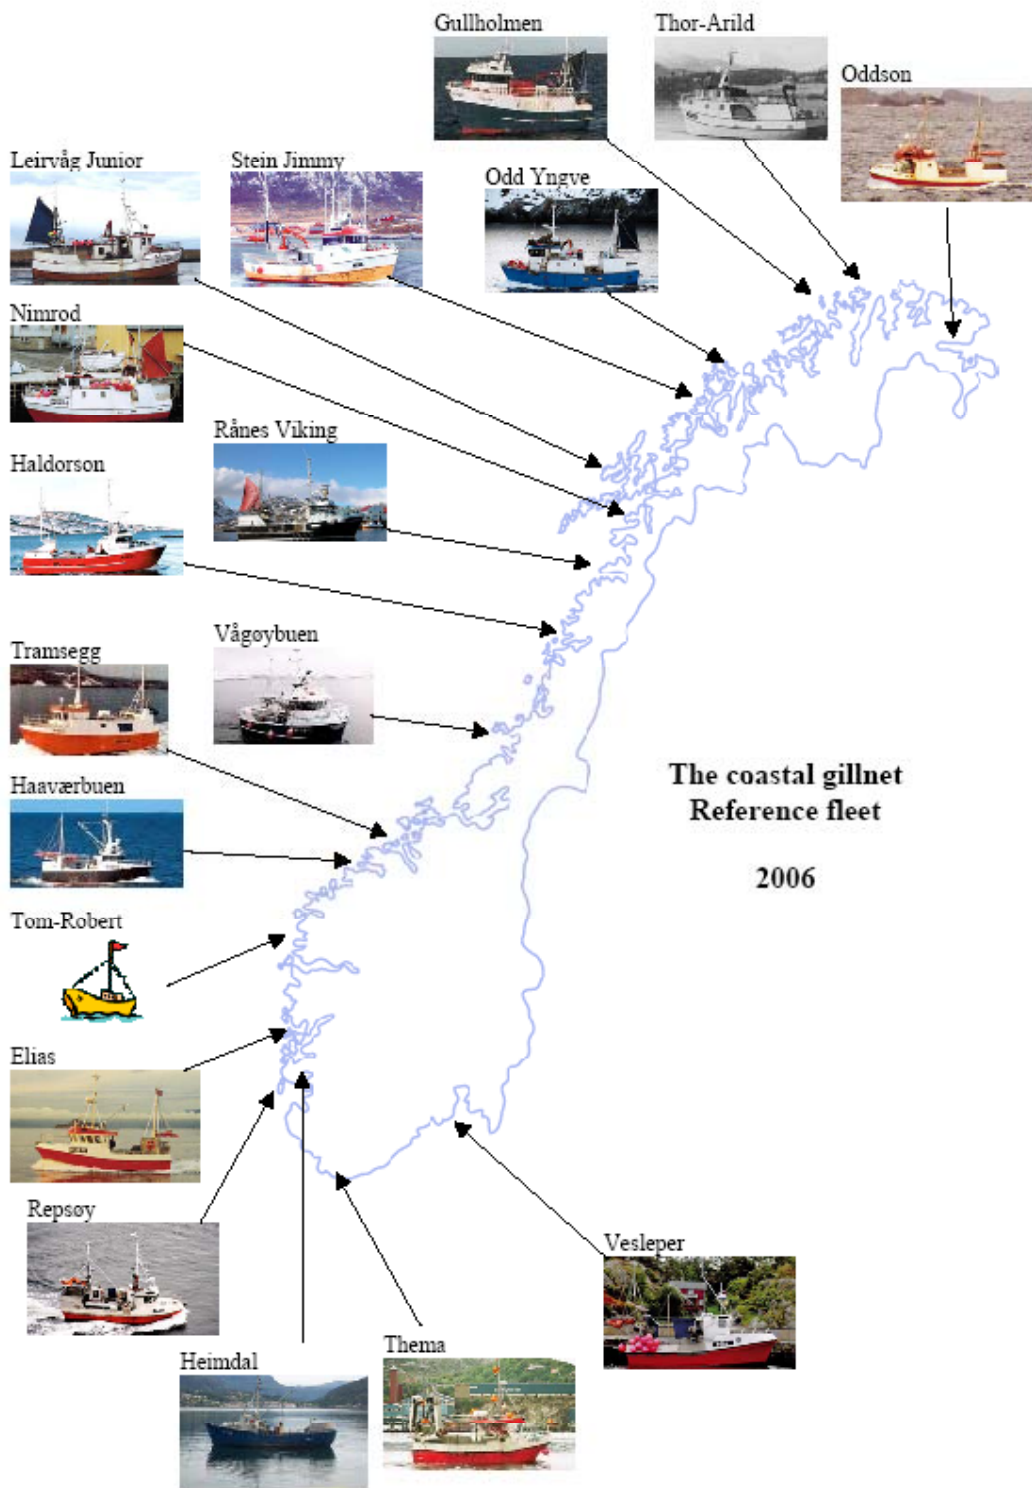 Gullholmen
Thor-Arild
Oddson
Leirvåg Junior
Stein Jimmy
Odd Yngve
Nimrod
Rånes Viking
Haldorson
Vågøybuen
Tramsegg
The coastal gillnet
Reference fleet
2006
Haaværbuen
Tom-Robert
Elias
Repsøy
Vesleper
Thema
Heimdal